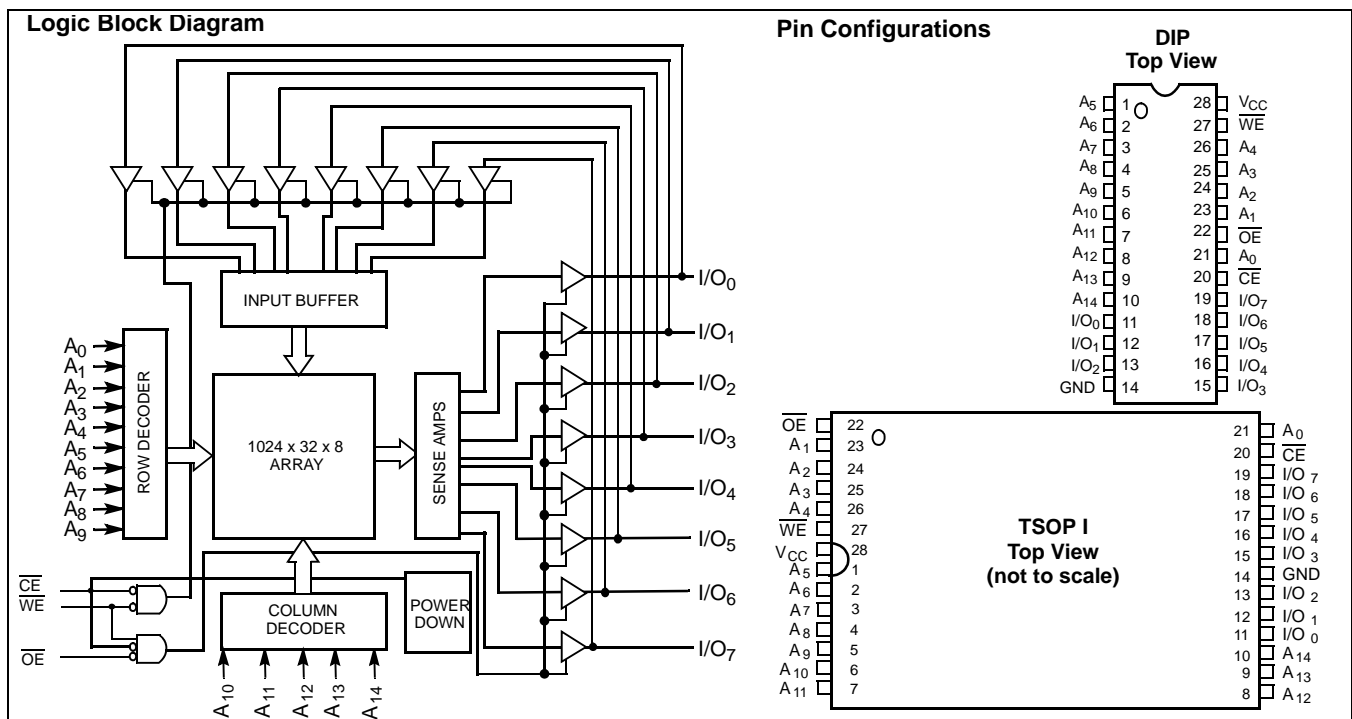 Logic Block Diagram
INPUT BUFFER
A0
A1
A2
A3
A4
A5
A6
A7
A8
A9
ROW DECODER
1024 x 32 x 8
ARRAY
SENSE AMPS
I/O0
I/O1
I/O2
I/O3
I/O4
I/O5
I/O6
I/O7
CE
WE
OE
COLUMN
DECODER
POWER
DOWN
A10
A11
A12
A13
A14
Pin Configurations
DIP
Top View
A5 1 28 VCC
A6 2 27 WE
A7 3 26 A4
A8 4 25 A3
A9 5 24 A2
A10 6 23 A1
A11 7 22 OE
A12 8 21 A0
A13 9 20 CE
A14 10 19 I/O7
I/O0 11 18 I/O6
I/O1 12 17 I/O5
I/O2 13 16 I/O4
GND 14 15 I/O3
TSOP I
Top View
(not to scale)
OE 22
A1 23
A2 24
A3 25
A4 26
WE 27
VCC 28
A5 1
A6 2
A7 3
A8 4
A9 5
A10 6
A11 7
21 A0
20 CE
19 I/O7
18 I/O6
17 I/O5
16 I/O4
15 I/O3
14 GND
13 I/O2
12 I/O1
11 I/O0
10 A14
9 A13
8 A12